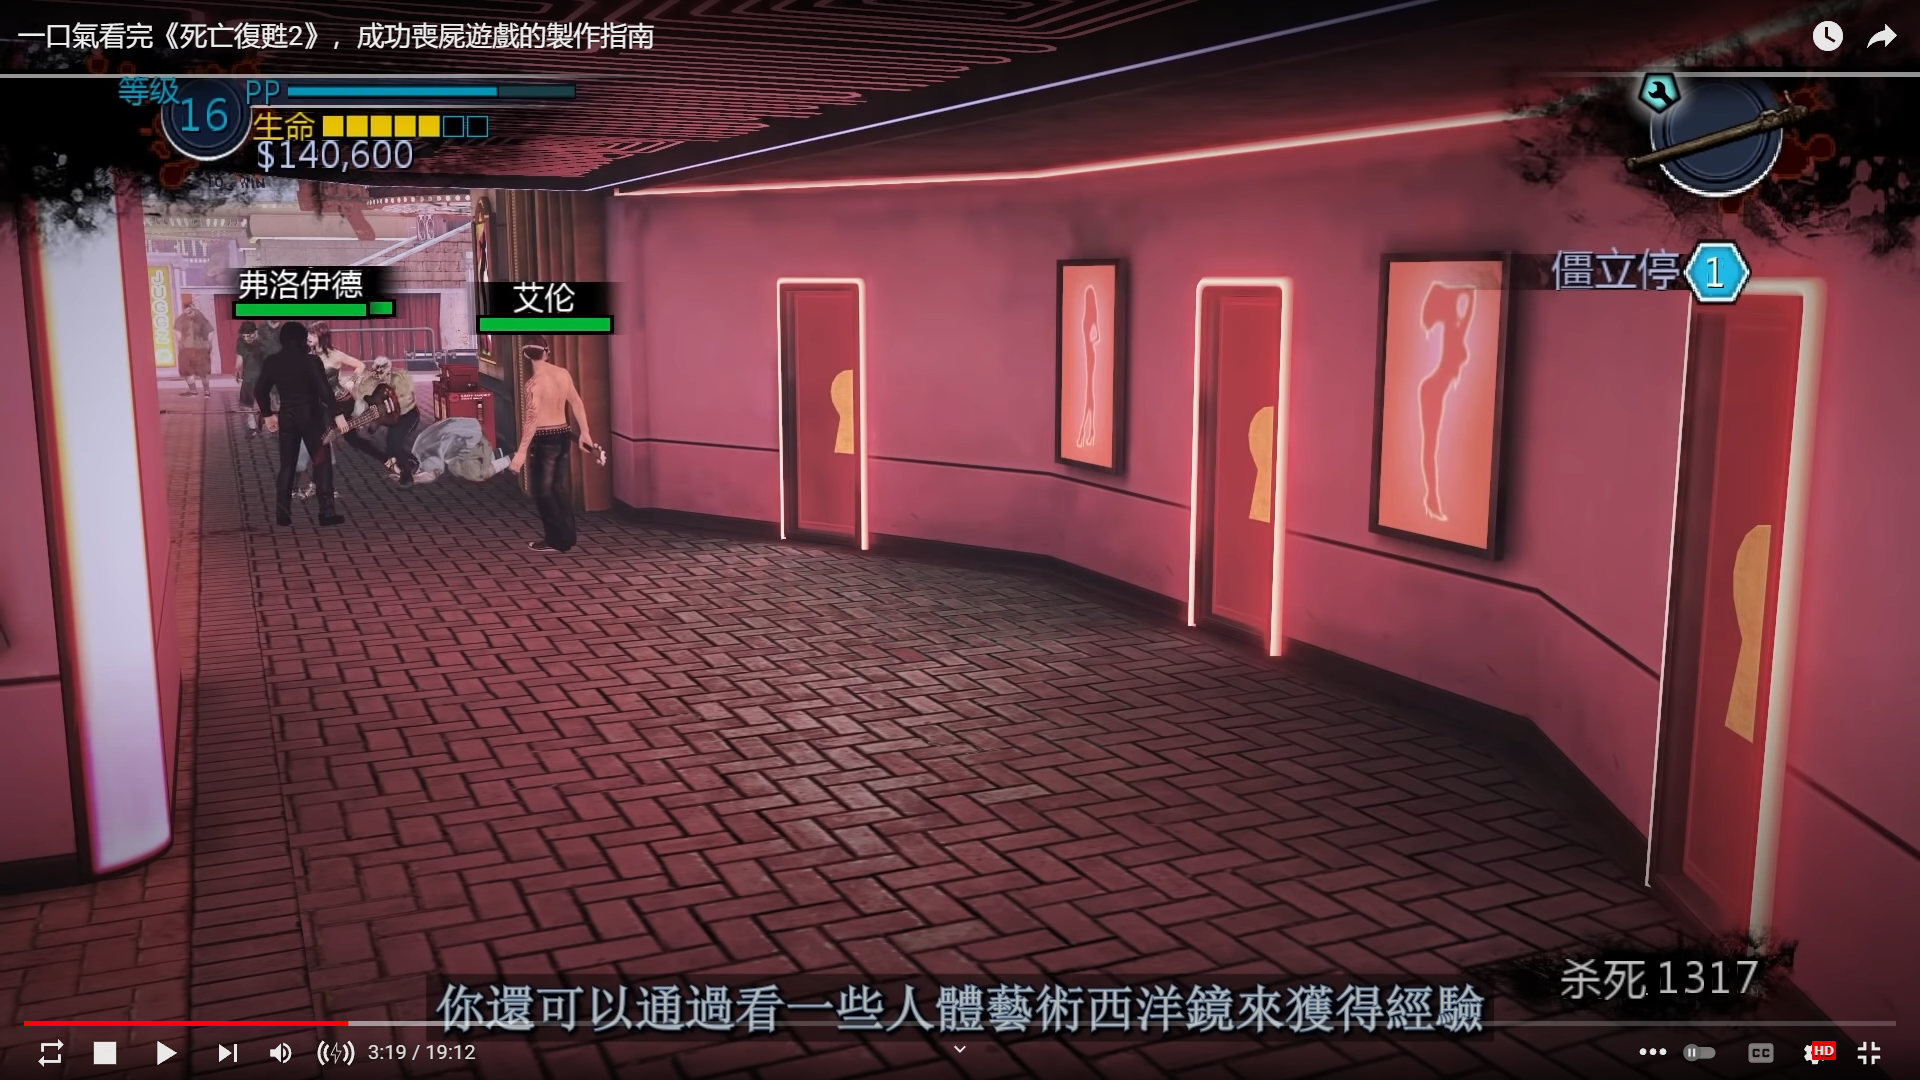 一口氣看完《死亡復甦2》，成功喪屍遊戲的製作指南
等级 16 PP
生命
$140,600
弗洛伊德
艾伦
僵立停 1
杀死 1317
你還可以通過看一些人體藝術西洋鏡來獲得經驗
3:19 / 19:12
CC
HD